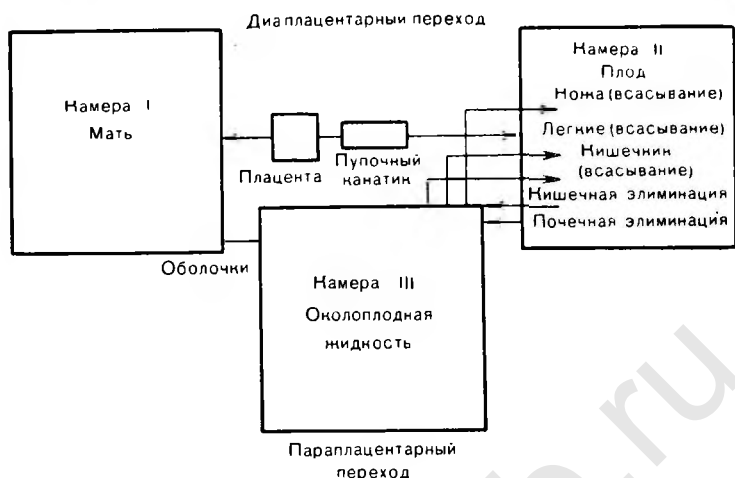 Диаплацентарный переход
Камера I
Мать
Плацента
Пупочный
канатик
Камера II
Плод
Кожа (всасывание)
Легкие (всасывание)
Кишечник
(всасывание)
Кишечная элиминация
Почечная элиминация
Оболочки
Камера III
Околоплодная
жидкость
Параплацентарный
переход